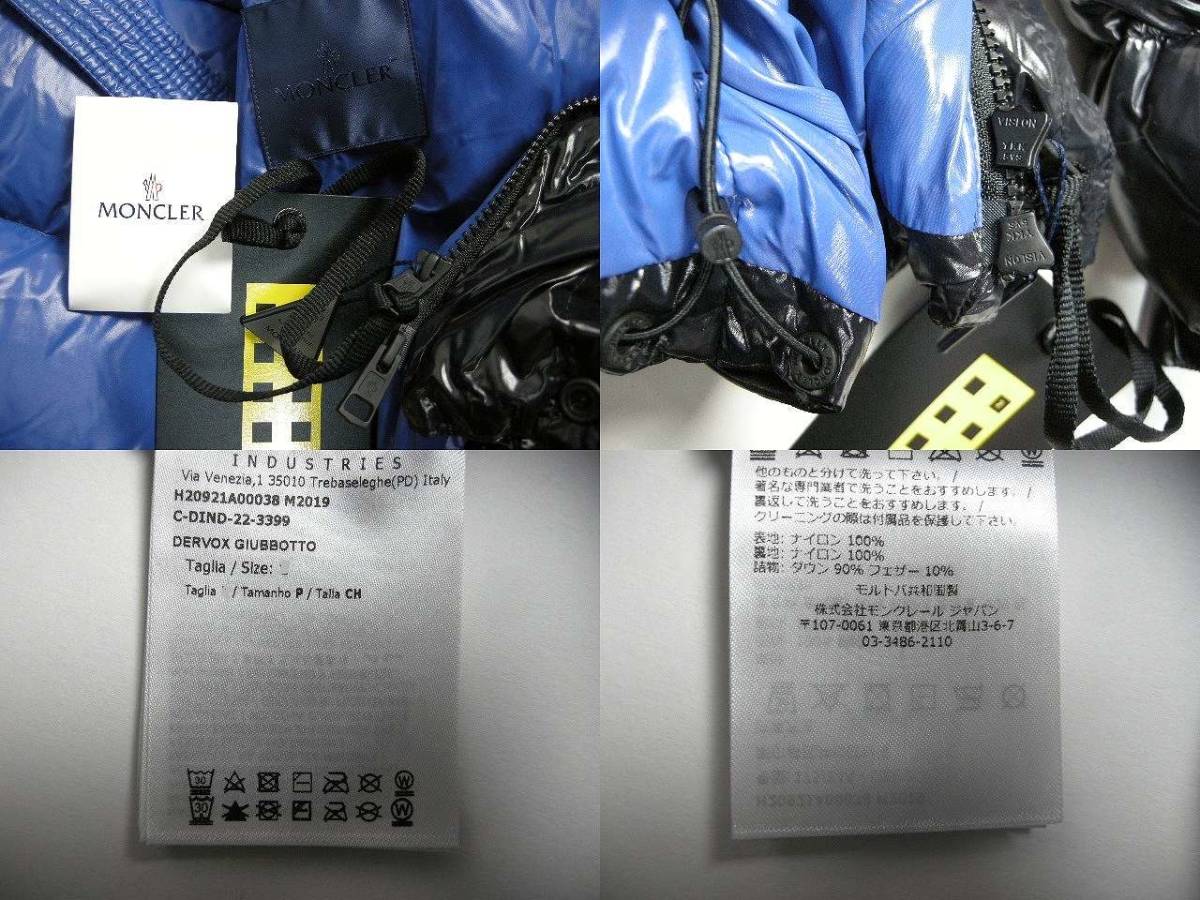 MONCLER
MONCLER
VISLON
YKK
VISLON
INDUSTRIES
Via Venezia,1 35010 Trebaseleghe(PD) Italy
H20921A00038 M2019
C-DIND-22-3399
DERVOX GIUBBOTTO
Taglia / Size:
Taglia / Tamanho P / Talla CH
30
W
30
W
他のものと分けて洗って下さい。/
著名な専門業者で洗うことをおすすめします。/
裏返して洗うことをおすすめします。/
クリーニングの際は付属品を保護して下さい。
表地: ナイロン 100%
裏地: ナイロン 100%
詰物: ダウン 90% フェザー 10%
モルドバ共和国製
株式会社モンクレール ジャパン
〒107-0061 東京都港区北青山3-6-7
03-3486-2110